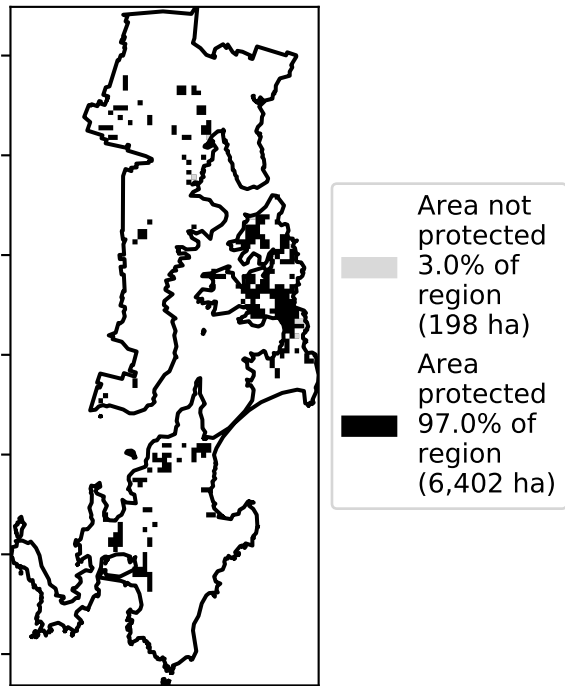 Area not
protected
3.0% of
region
(198 ha)
Area
protected
97.0% of
region
(6,402 ha)